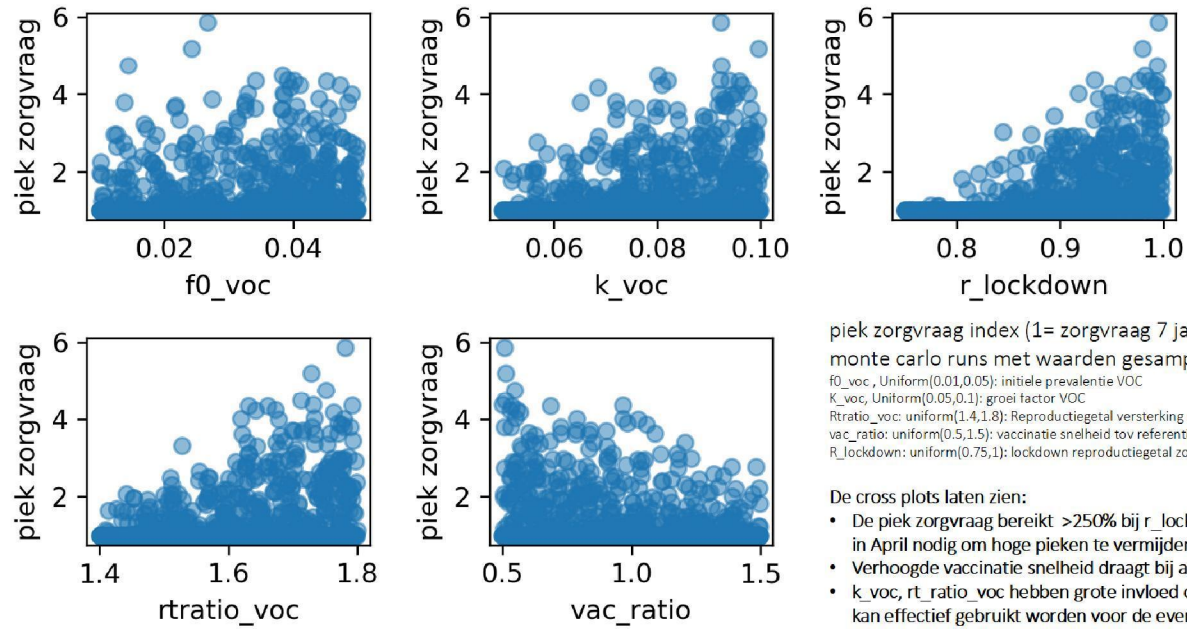 piek zorgvraag
6
4
2
0.02 0.04
f0_voc
piek zorgvraag
6
4
2
0.06 0.08 0.10
k_voc
piek zorgvraag
6
4
2
0.8 0.9 1.0
r_lockdown
piek zorgvraag
6
4
2
1.4 1.6 1.8
rtratio_voc
piek zorgvraag
6
4
2
0.5 1.0 1.5
vac_ratio
piek zorgvraag index (1= zorgvraag 7 ja
monte carlo runs met waarden gesamp
f0_voc , Uniform(0.01,0.05): initiele prevalentie VOC
K_voc, Uniform(0.05,0.1): groei factor VOC
Rtratio_voc: uniform(1.4,1.8): Reproductiegetal versterking
vac_ratio: uniform(0.5,1.5): vaccinatie snelheid tov referent
R_lockdown: uniform(0.75,1): lockdown reproductiegetal zo
De cross plots laten zien:
• De piek zorgvraag bereikt >250% bij r_lock
in April nodig om hoge pieken te vermijder
• Verhoogde vaccinatie snelheid draagt bij a
• k_voc, rt_ratio_voc hebben grote invloed o
kan effectief gebruikt worden voor de ever